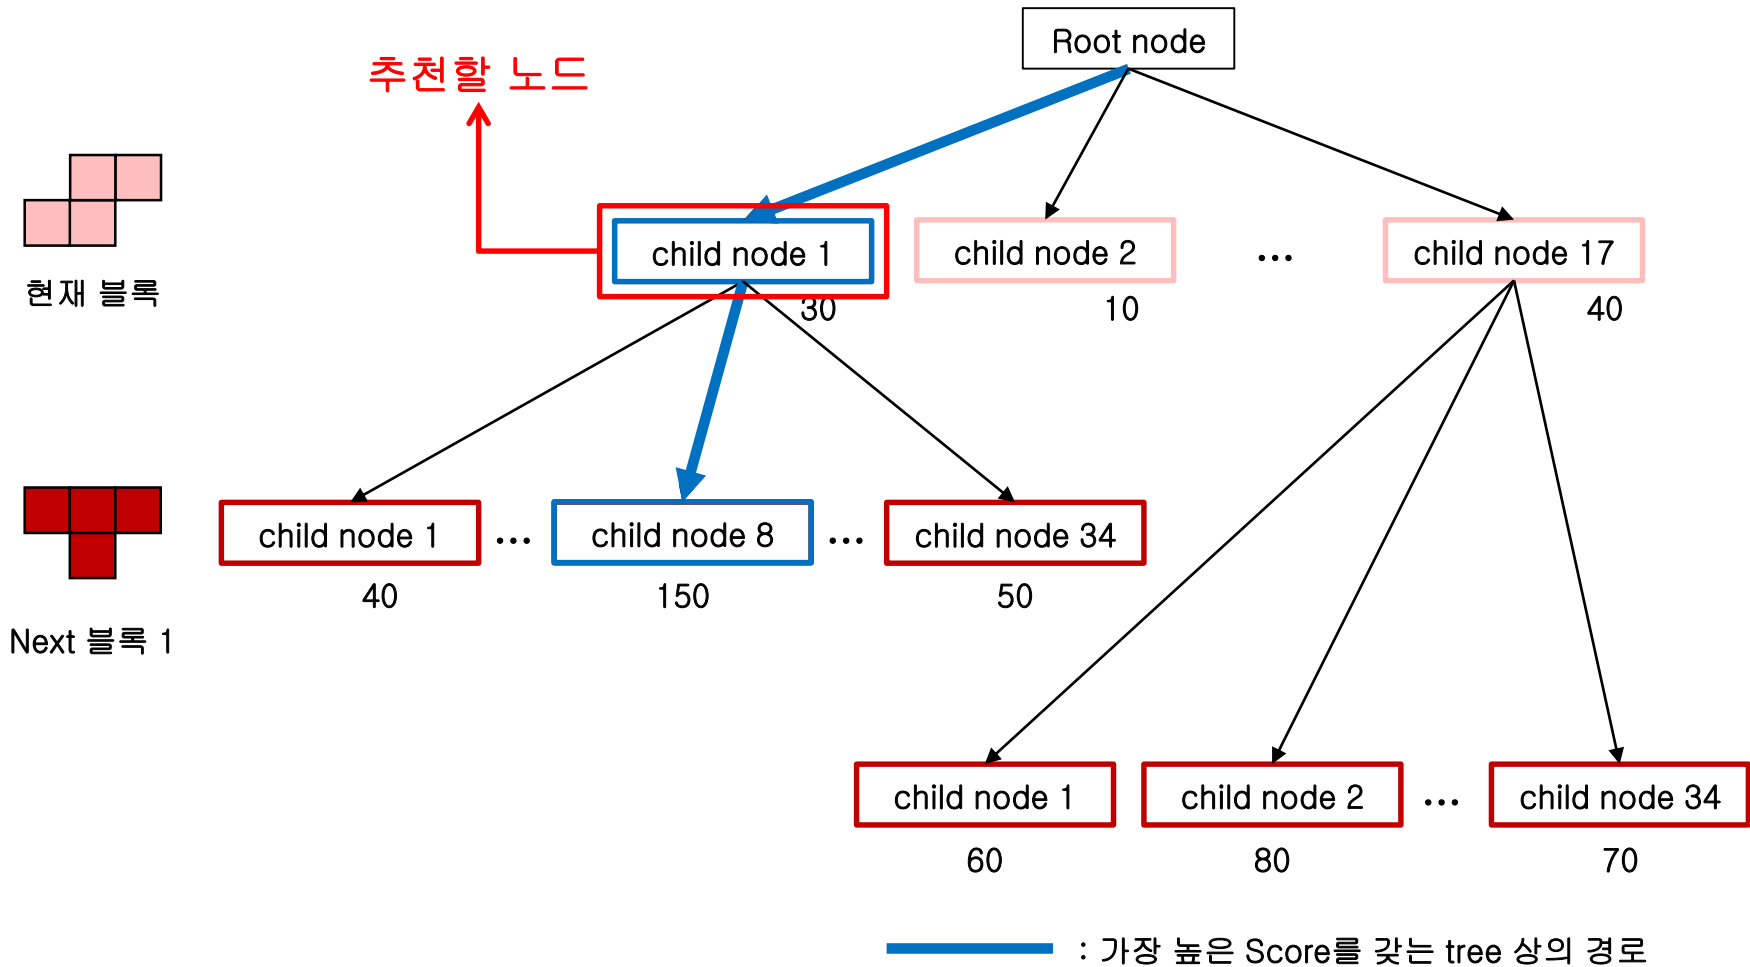 Root node
추천할 노드
child node 1
child node 2
...
child node 17
현재 블록
30
10
40
child node 1
...
child node 8
...
child node 34
40
150
50
Next 블록 1
child node 1
child node 2
...
child node 34
60
80
70
: 가장 높은 Score를 갖는 tree 상의 경로